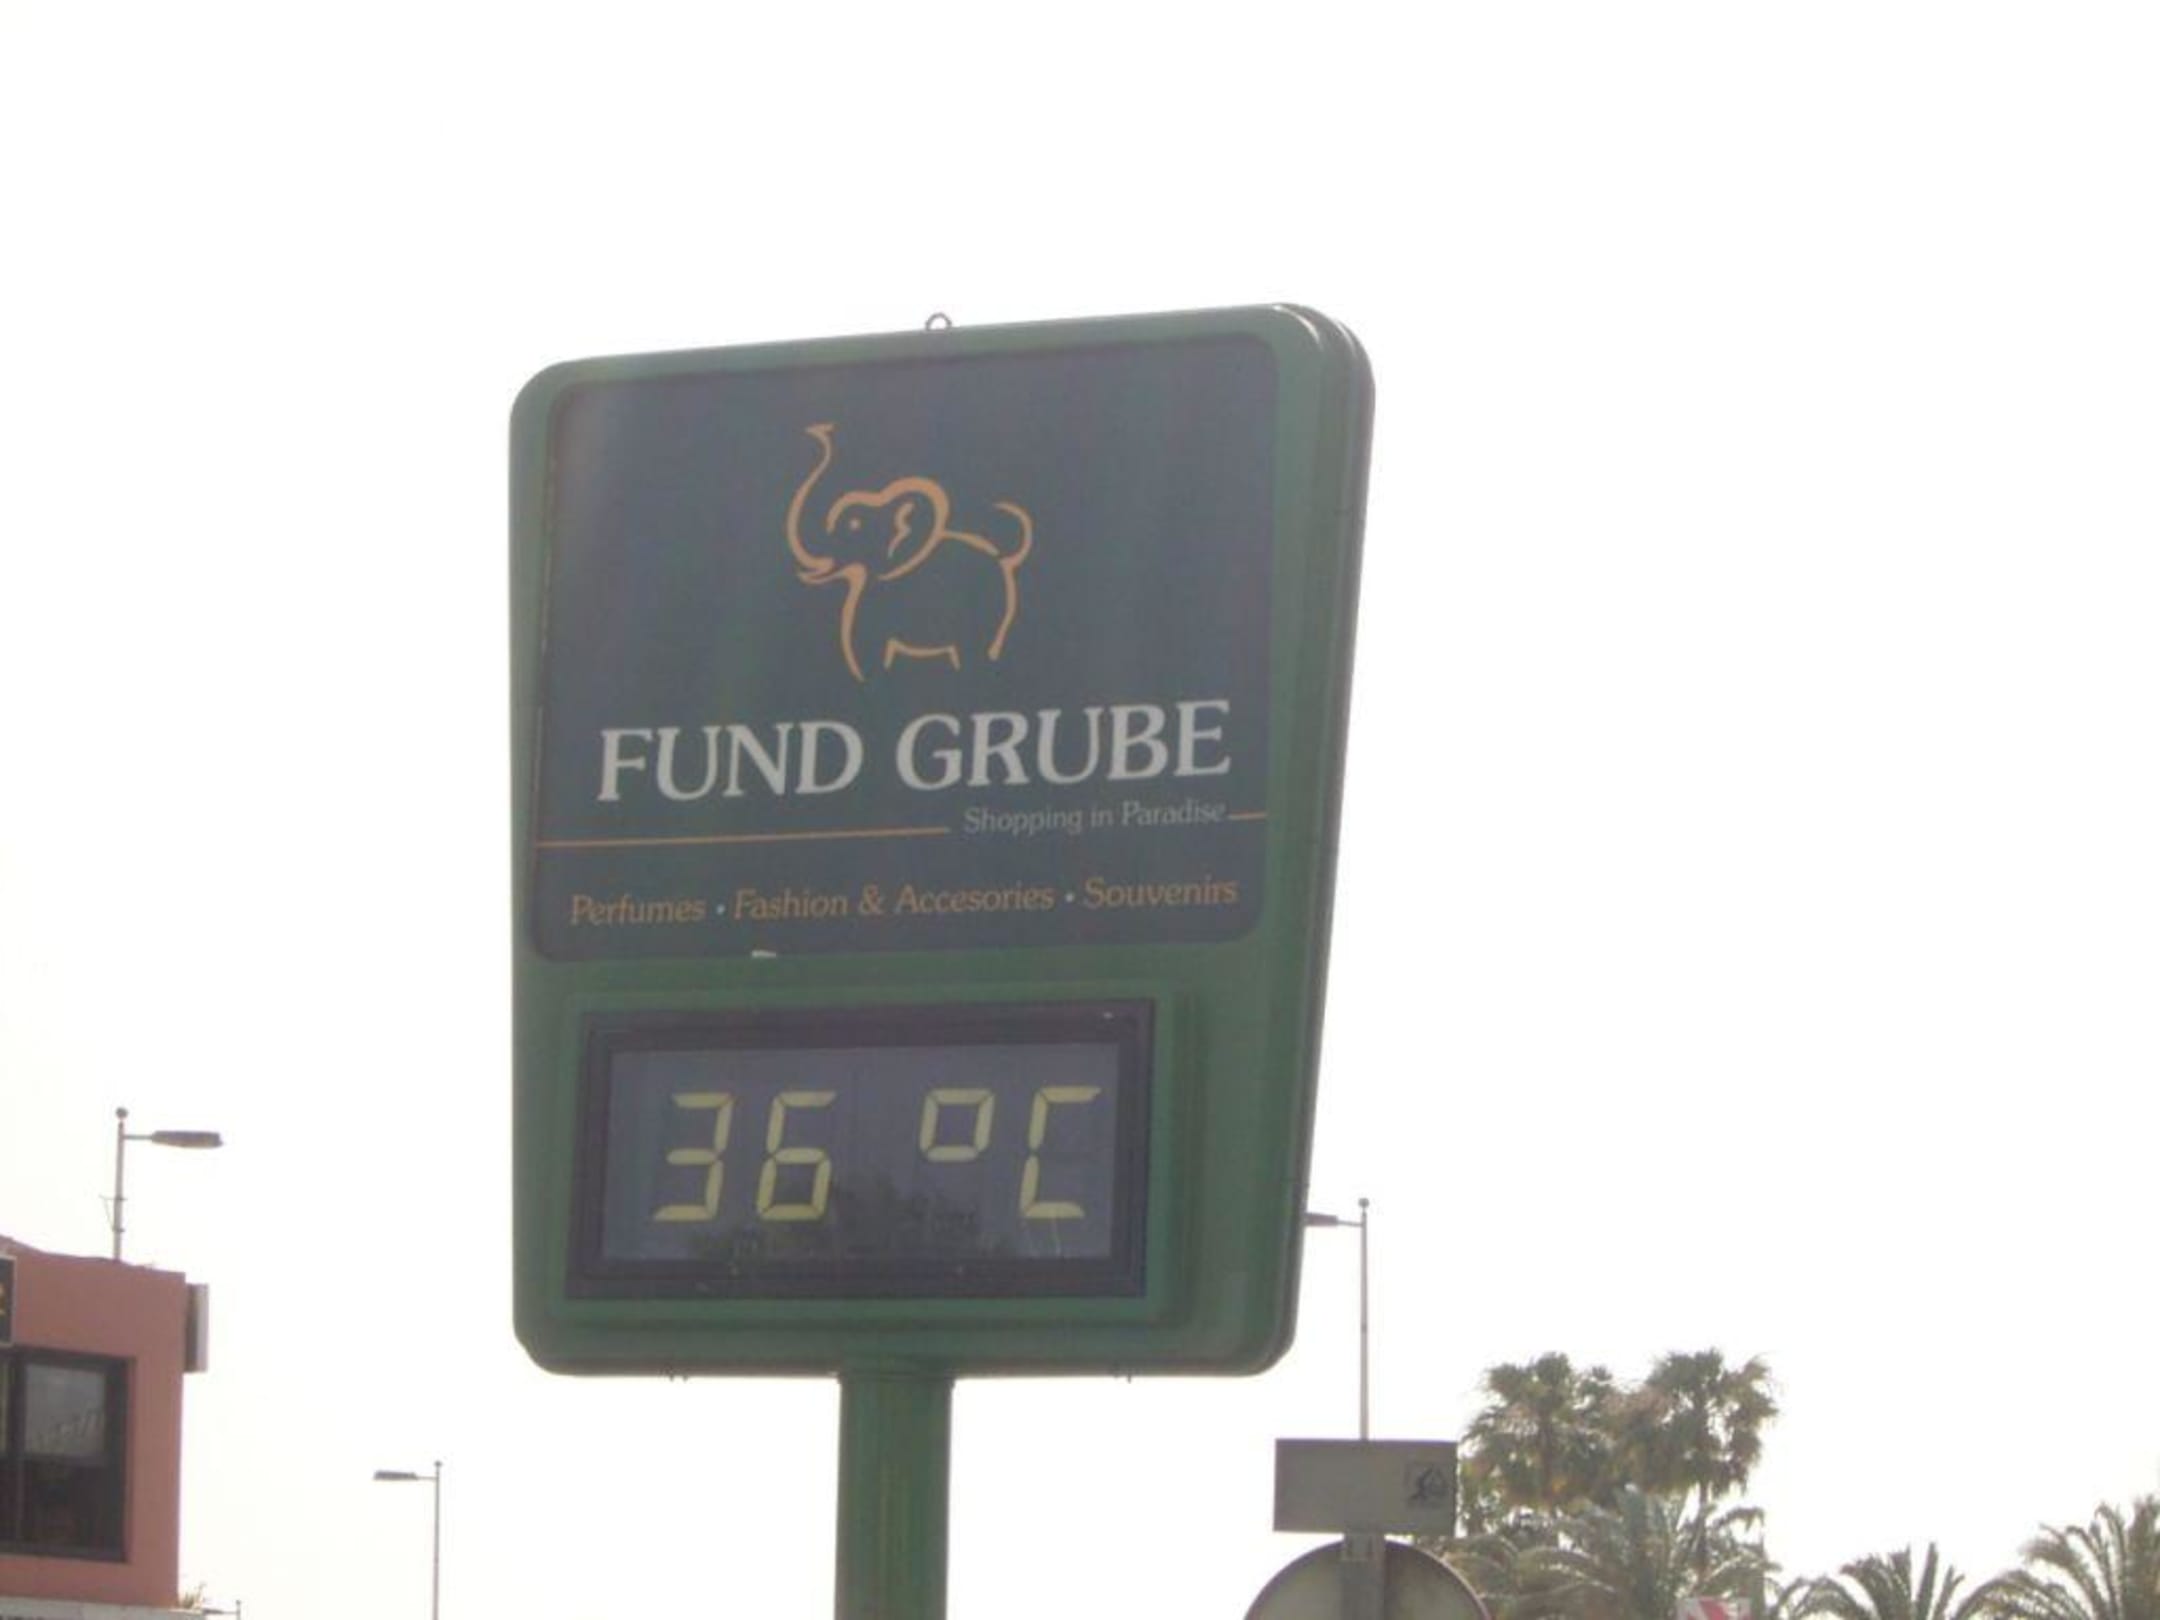 FUND GRUBE
Shopping in Paradise
Perfumes • Fashion & Accesories • Souvenirs
36 °C